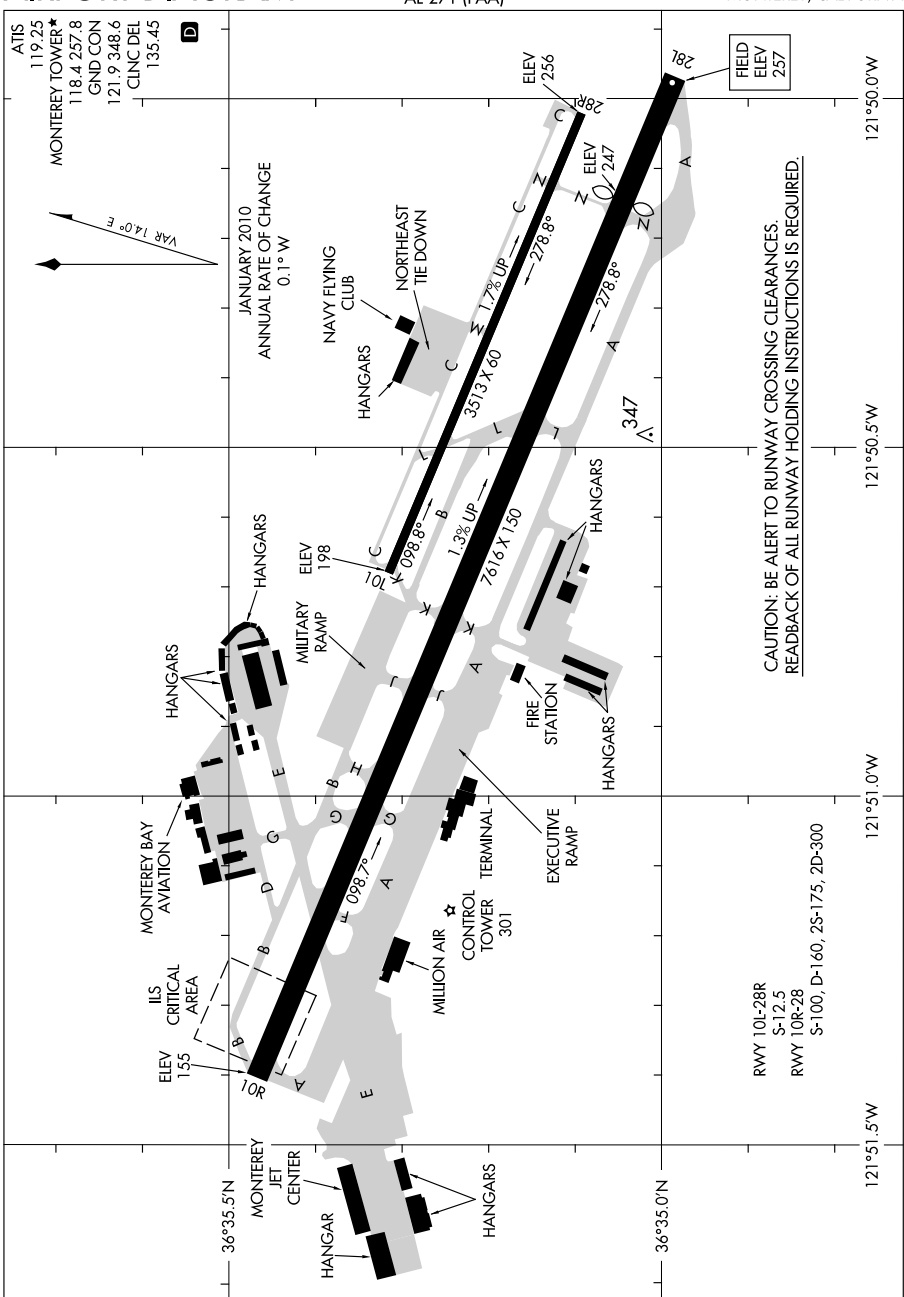 AL-271 (FAA)
ATIS
119.25
MONTEREY TOWER★
118.4 257.8
GND CON
121.9 348.6
CLNC DEL
135.45
D
VAR 14.0° E
JANUARY 2010
ANNUAL RATE OF CHANGE
0.1° W
FIELD
ELEV
257
28L
ELEV
256
28R
ELEV
247
NAVY FLYING
CLUB
NORTHEAST
TIE DOWN
HANGARS
C
C
Z
C
M
C
L
C
1.7% UP
278.8°
3513 X 60
098.8°
10L
ELEV
198
Z
Z
A
278.8°
A
A
L
L
347
B
1.3% UP
7616 X 150
K
K
K
A
J
J
HANGARS
HANGARS
MILITARY
RAMP
HANGARS
FIRE
STATION
HANGARS
E
B
H
G
G
G
D
B
F
A
098.7°
MONTEREY BAY
AVIATION
TERMINAL
EXECUTIVE
RAMP
CONTROL
TOWER
301
MILLION AIR
ILS
CRITICAL
AREA
ELEV
155
B
10R
A
E
MONTEREY
JET
CENTER
HANGAR
HANGARS
CAUTION: BE ALERT TO RUNWAY CROSSING CLEARANCES.
READBACK OF ALL RUNWAY HOLDING INSTRUCTIONS IS REQUIRED.
RWY 10L-28R
S-12.5
RWY 10R-28
S-100, D-160, 2S-175, 2D-300
36°35.5'N
36°35.0'N
121°50.0'W
121°50.5'W
121°51.0'W
121°51.5'W